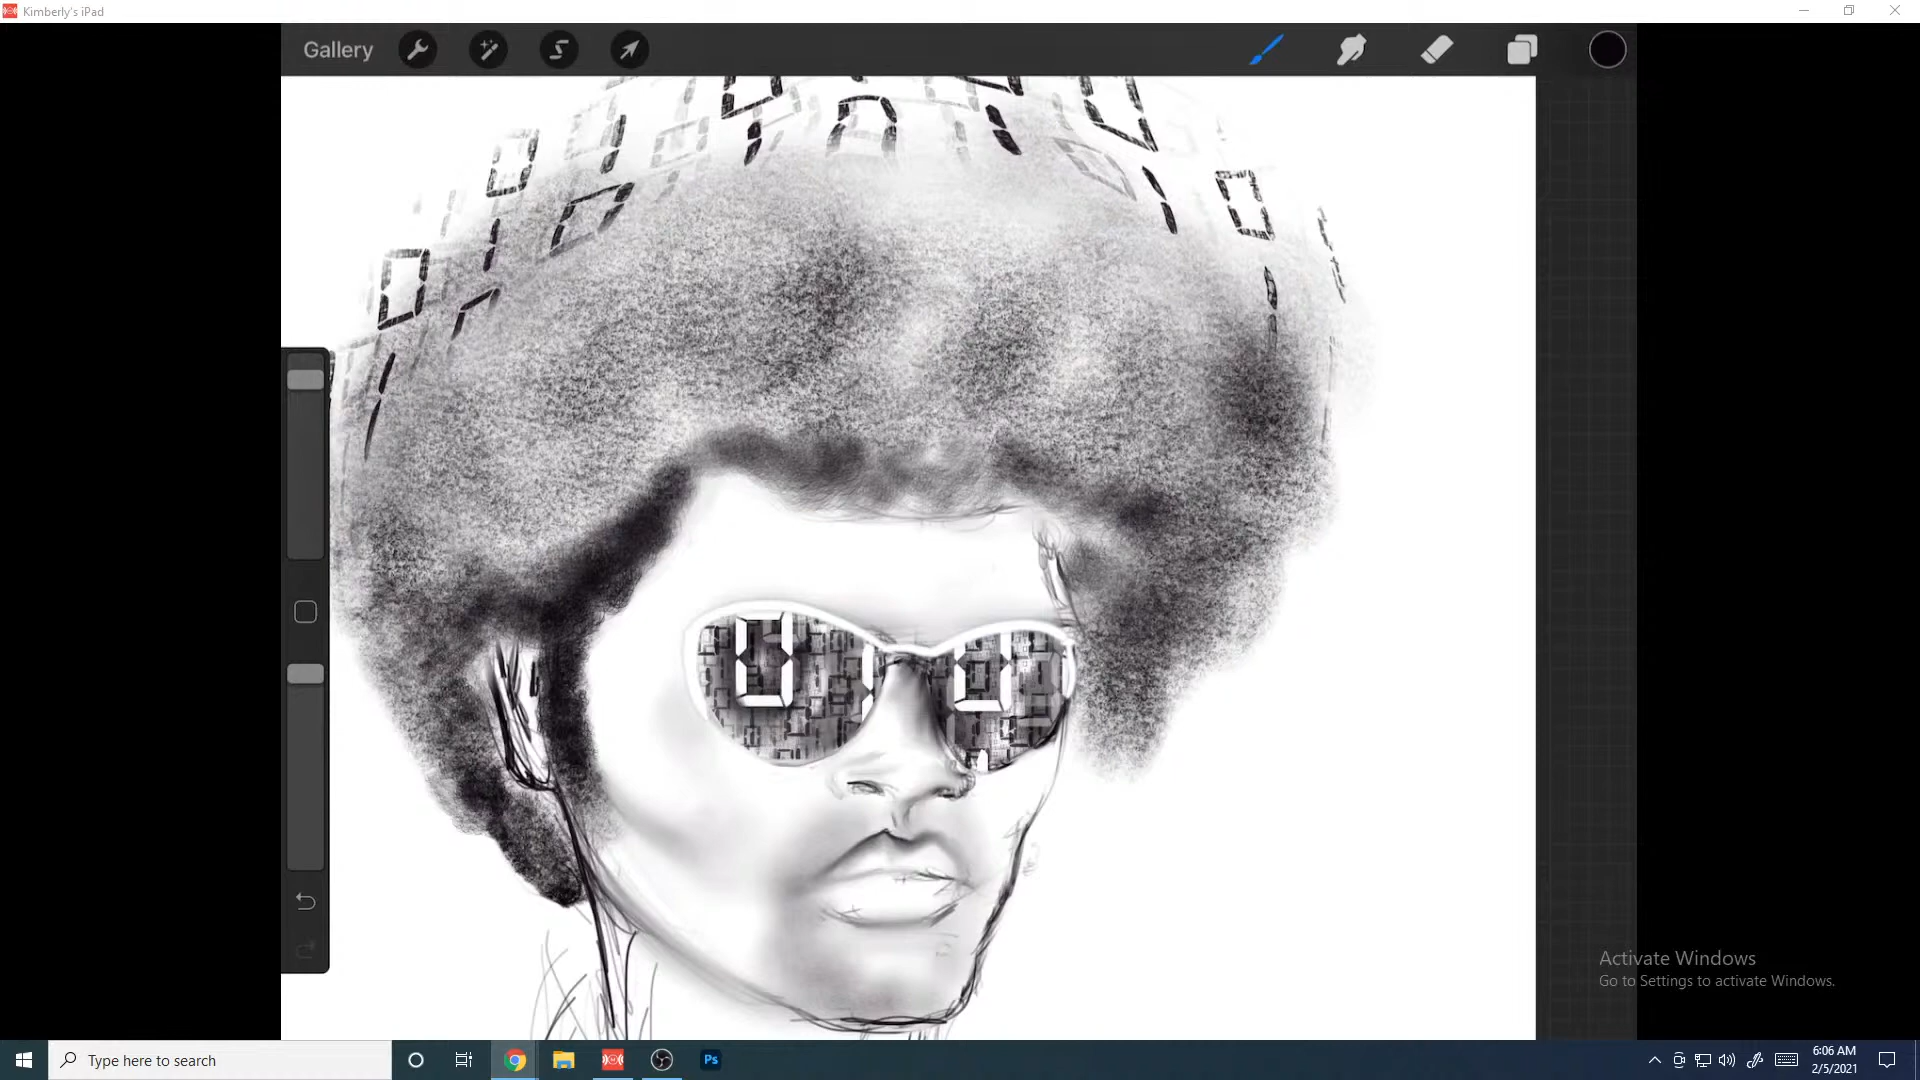 Kimberly's iPad
Gallery
Activate Windows
Go to Settings to activate Windows.
Type here to search
Ps
6:06 AM
2/5/2021